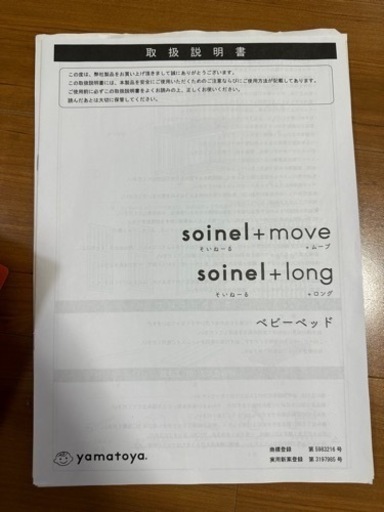 取扱説明書
この度は、弊社製品をお買い上げ頂きまして誠にありがとうございます。
この取扱説明書には、本製品を安全にご使用いただくためのご注意ならびにご使用方法が記載してあります。
ご使用前に必ずこの取扱説明書をよくお読みの上、正しくお使いください。
読んだあとは大切に保管してください。
soinel+move
そいねーる +ムーブ
soinel+long
そいねーる +ロング
ベビーベッド
yamatoya.
商標登録 第5983216号
実用新案登録 第3197985号